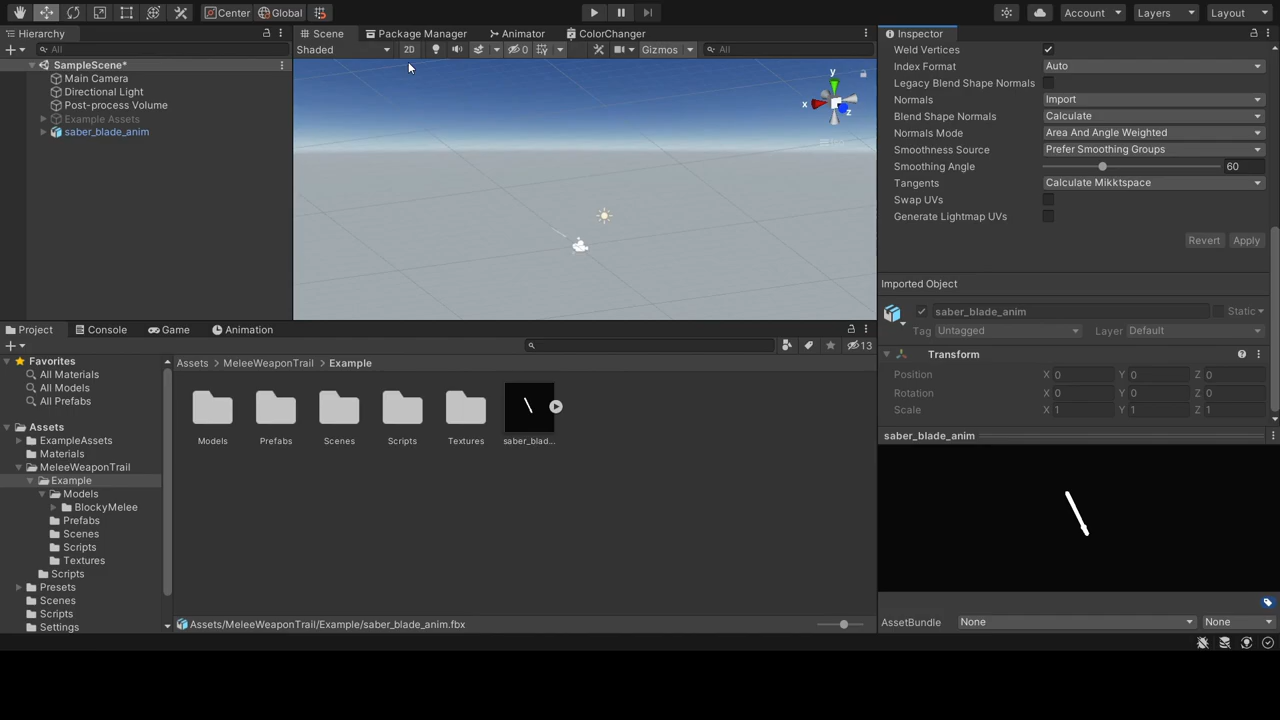 Center
Global
Account
Layers
Layout
Hierarchy
Scene
Package Manager
Animator
ColorChanger
Inspector
All
Shaded
2D
0
Gizmos
All
SampleScene*
Main Camera
Directional Light
Post-process Volume
Example Assets
saber_blade_anim
y
x
z
Weld Vertices
Index Format Auto
Legacy Blend Shape Normals
Normals Import
Blend Shape Normals Calculate
Normals Mode Area And Angle Weighted
Smoothness Source Prefer Smoothing Groups
Smoothing Angle 60
Tangents Calculate Mikktspace
Swap UVs
Generate Lightmap UVs
Revert Apply
Imported Object
saber_blade_anim Static
Tag Untagged Layer Default
Transform
Position X 0 Y 0 Z 0
Rotation X 0 Y 0 Z 0
Scale X 1 Y 1 Z 1
saber_blade_anim
AssetBundle None None
Project
Console
Game
Animation
13
Favorites
All Materials
All Models
All Prefabs
Assets
ExampleAssets
Materials
MeleeWeaponTrail
Example
Models
BlockyMelee
Prefabs
Scenes
Scripts
Textures
Scripts
Presets
Scenes
Scripts
Settings
Assets › MeleeWeaponTrail › Example
Models
Prefabs
Scenes
Scripts
Textures
saber_blad...
Assets/MeleeWeaponTrail/Example/saber_blade_anim.fbx